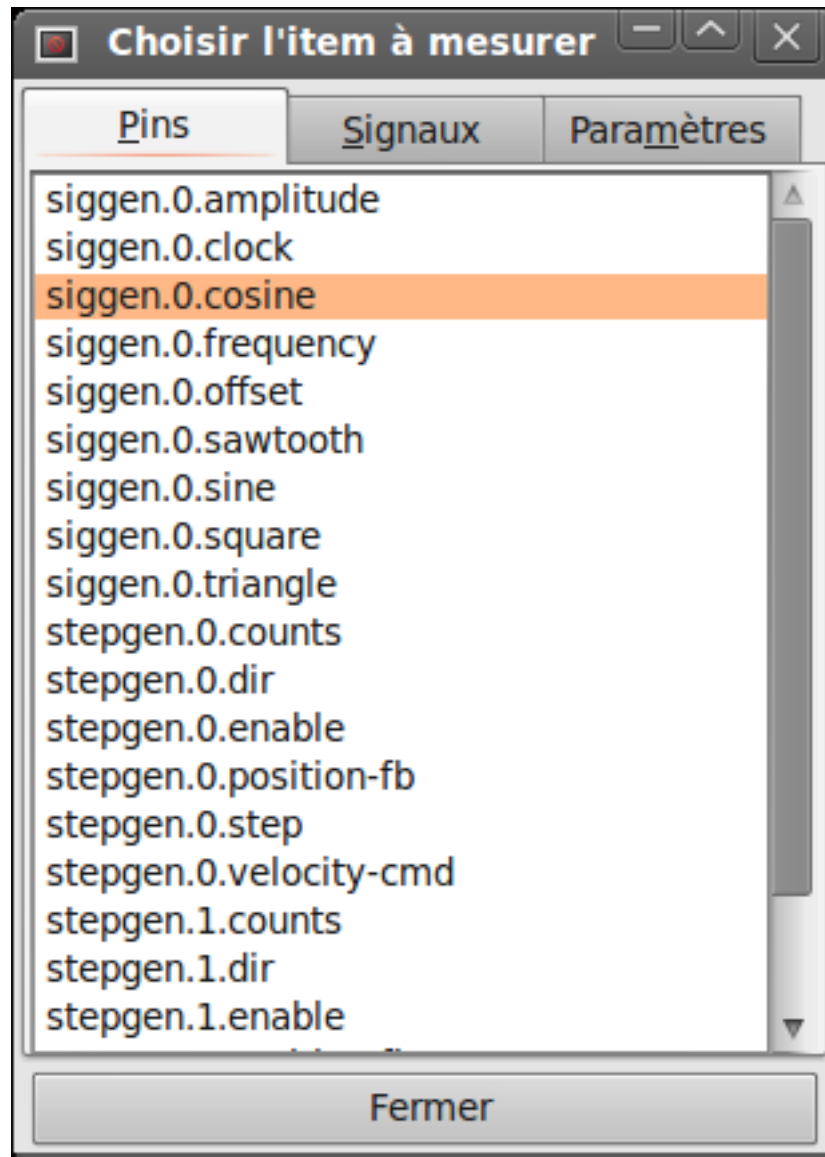 Choisir l'item à mesurer
Pins Signaux Paramètres
siggen.0.amplitude
siggen.0.clock
siggen.0.cosine
siggen.0.frequency
siggen.0.offset
siggen.0.sawtooth
siggen.0.sine
siggen.0.square
siggen.0.triangle
stepgen.0.counts
stepgen.0.dir
stepgen.0.enable
stepgen.0.position-fb
stepgen.0.step
stepgen.0.velocity-cmd
stepgen.1.counts
stepgen.1.dir
stepgen.1.enable
Fermer